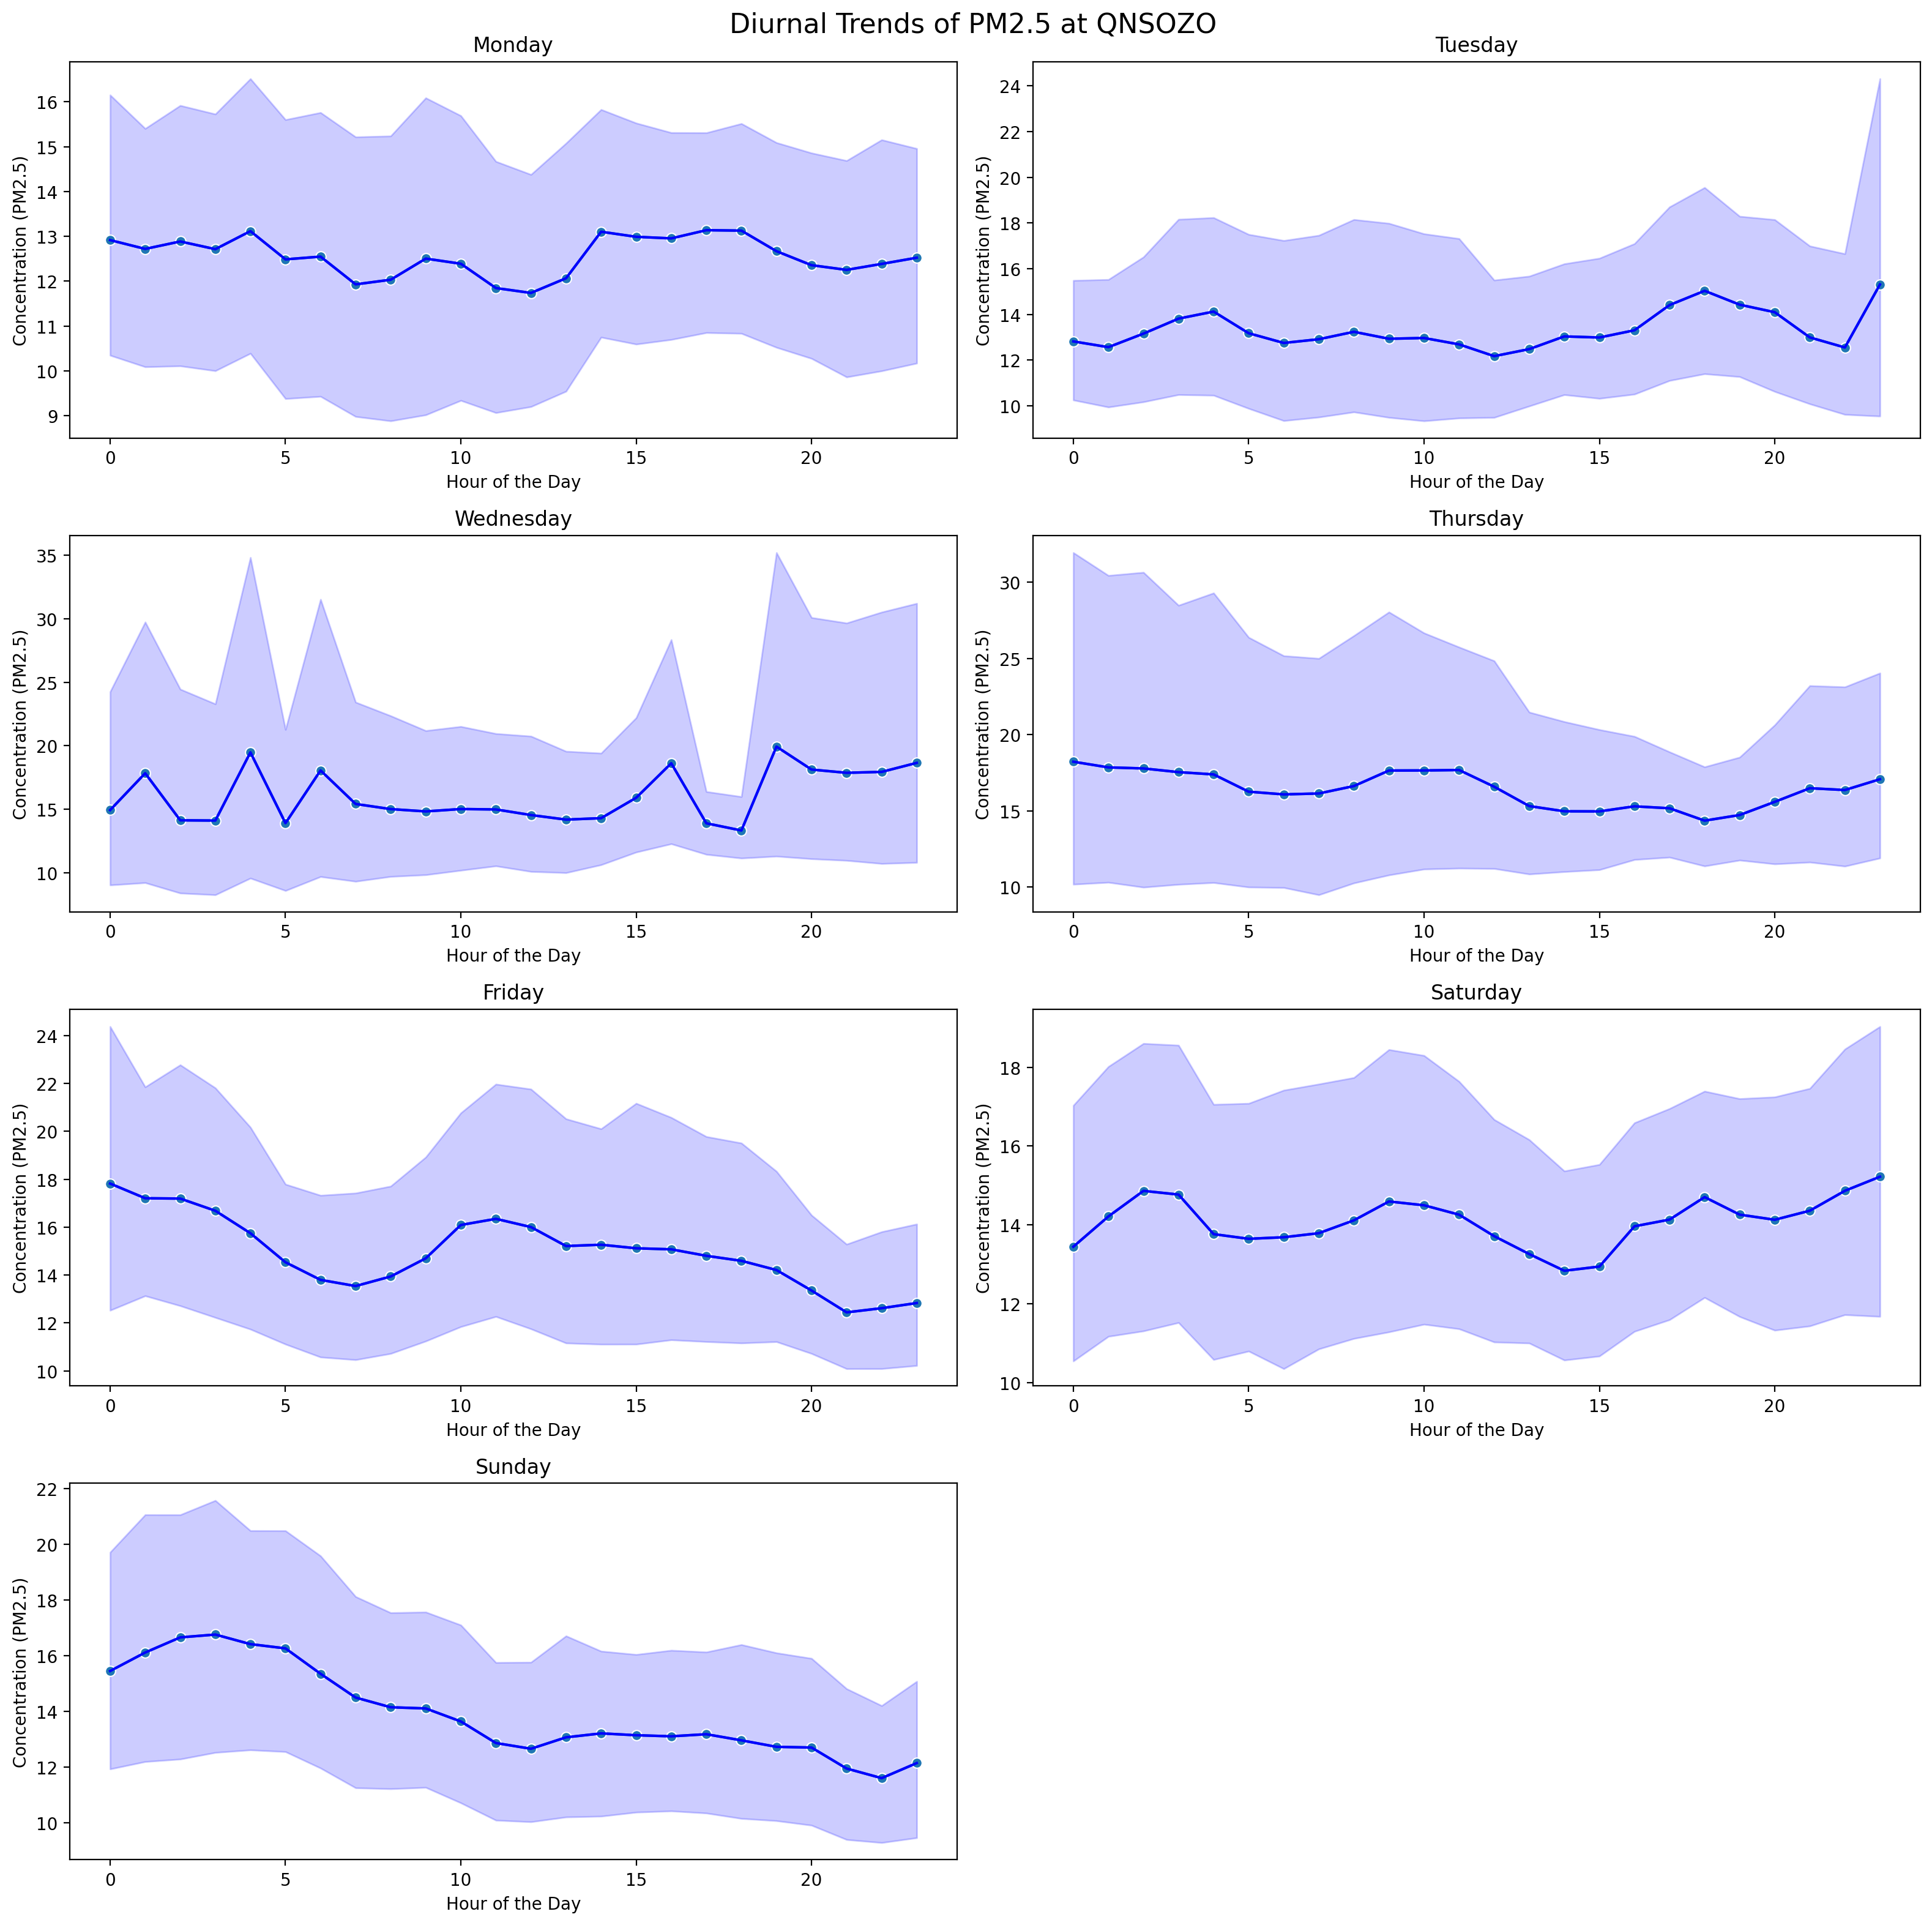 Diurnal Trends of PM2.5 at QNSOZO
Monday
Concentration (PM2.5)
16
15
14
13
12
11
10
9
0 5 10 15 20
Hour of the Day
Tuesday
Concentration (PM2.5)
24
22
20
18
16
14
12
10
0 5 10 15 20
Hour of the Day
Wednesday
Concentration (PM2.5)
35
30
25
20
15
10
0 5 10 15 20
Hour of the Day
Thursday
Concentration (PM2.5)
30
25
20
15
10
0 5 10 15 20
Hour of the Day
Friday
Concentration (PM2.5)
24
22
20
18
16
14
12
10
0 5 10 15 20
Hour of the Day
Saturday
Concentration (PM2.5)
18
16
14
12
10
0 5 10 15 20
Hour of the Day
Sunday
Concentration (PM2.5)
22
20
18
16
14
12
10
0 5 10 15 20
Hour of the Day